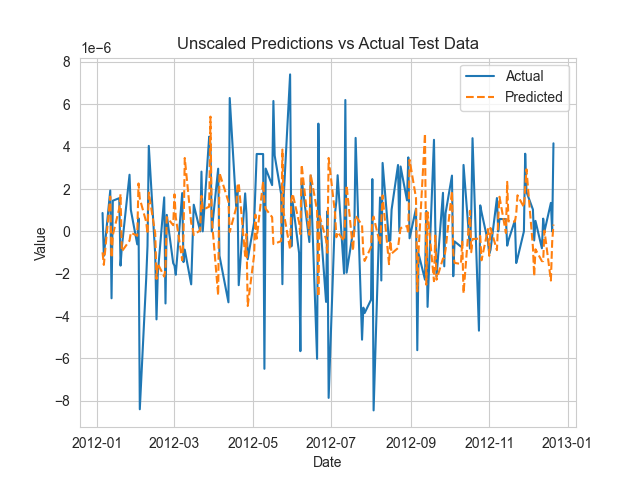 Unscaled Predictions vs Actual Test Data
1e−6
8
6
4
2
0
−2
−4
−6
−8
Value
Actual
Predicted
2012-01 2012-03 2012-05 2012-07 2012-09 2012-11 2013-01
Date